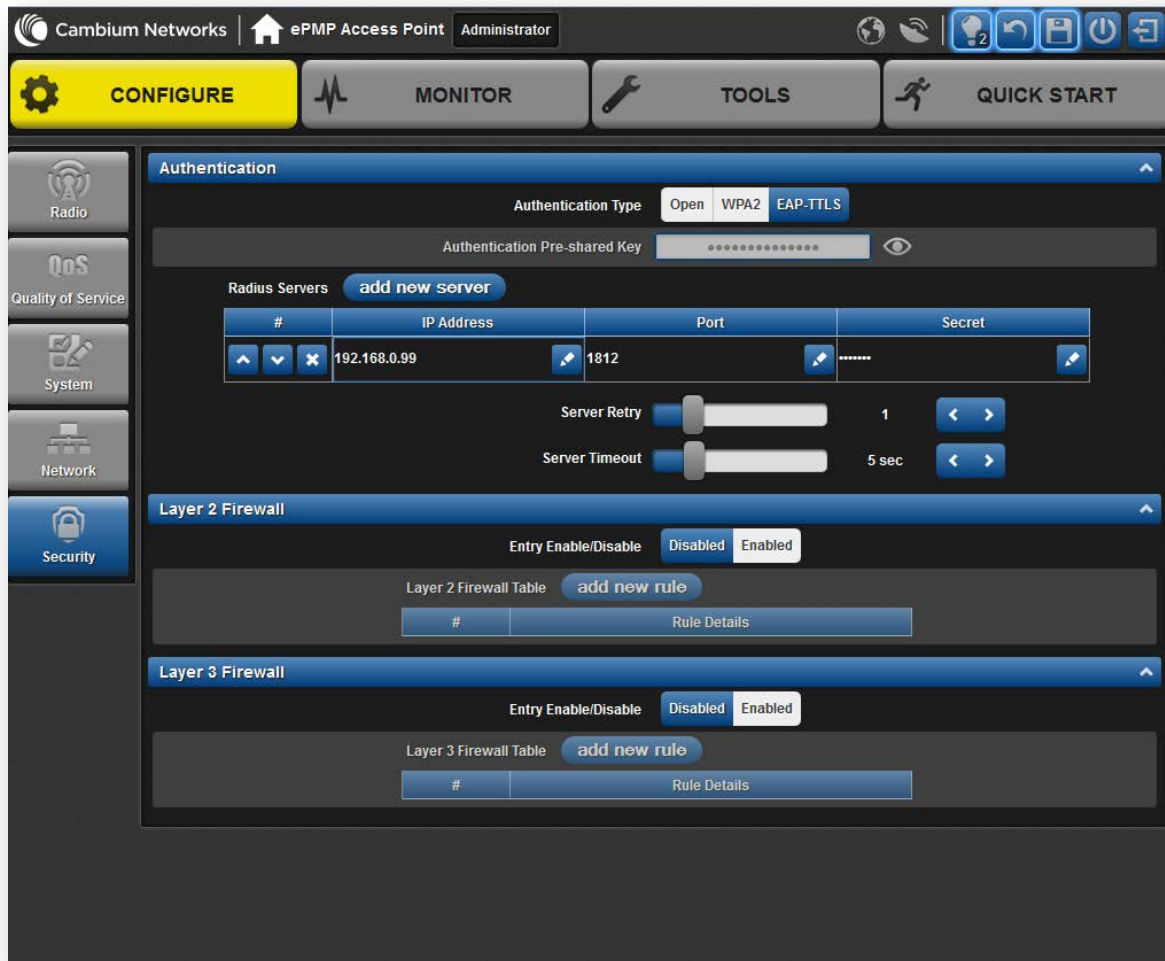 Cambium Networks ePMP Access Point Administrator 2
CONFIGURE MONITOR TOOLS QUICK START
Radio
QoS
Quality of Service
System
Network
Security
Authentication
Authentication Type Open WPA2 EAP-TTLS
Authentication Pre-shared Key ••••••••••••••
Radius Servers add new server
# IP Address Port Secret
192.168.0.99 1812 •••••••
Server Retry 1
Server Timeout 5 sec
Layer 2 Firewall
Entry Enable/Disable Disabled Enabled
Layer 2 Firewall Table add new rule
# Rule Details
Layer 3 Firewall
Entry Enable/Disable Disabled Enabled
Layer 3 Firewall Table add new rule
# Rule Details